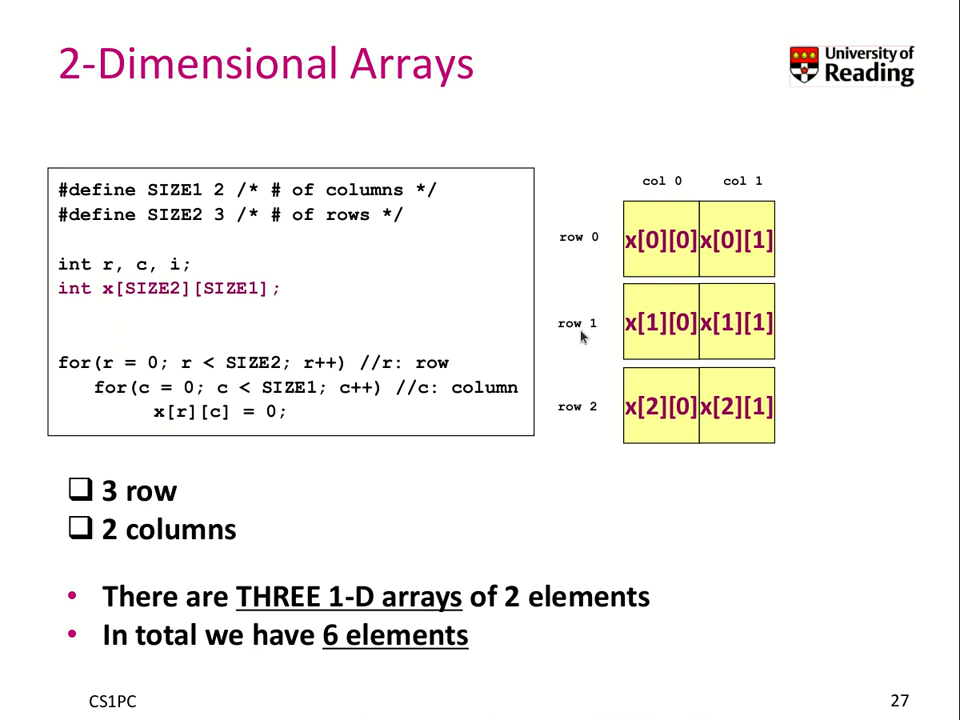 2-Dimensional Arrays
University of
Reading
#define SIZE1 2 /* # of columns */
#define SIZE2 3 /* # of rows */
int r, c, i;
int x[SIZE2][SIZE1];
for(r = 0; r < SIZE2; r++) //r: row
for(c = 0; c < SIZE1; c++) //c: column
x[r][c] = 0;
col 0 col 1
row 0 x[0][0] x[0][1]
row 1 x[1][0] x[1][1]
row 2 x[2][0] x[2][1]
❑ 3 row
❑ 2 columns
• There are THREE 1-D arrays of 2 elements
• In total we have 6 elements
CS1PC 27